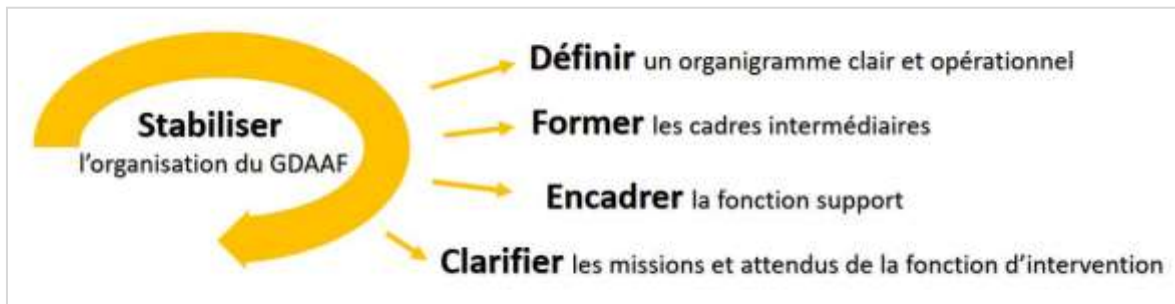 Stabiliser
l'organisation du GDAAF
Définir un organigramme clair et opérationnel
Former les cadres intermédiaires
Encadrer la fonction support
Clarifier les missions et attendus de la fonction d'intervention